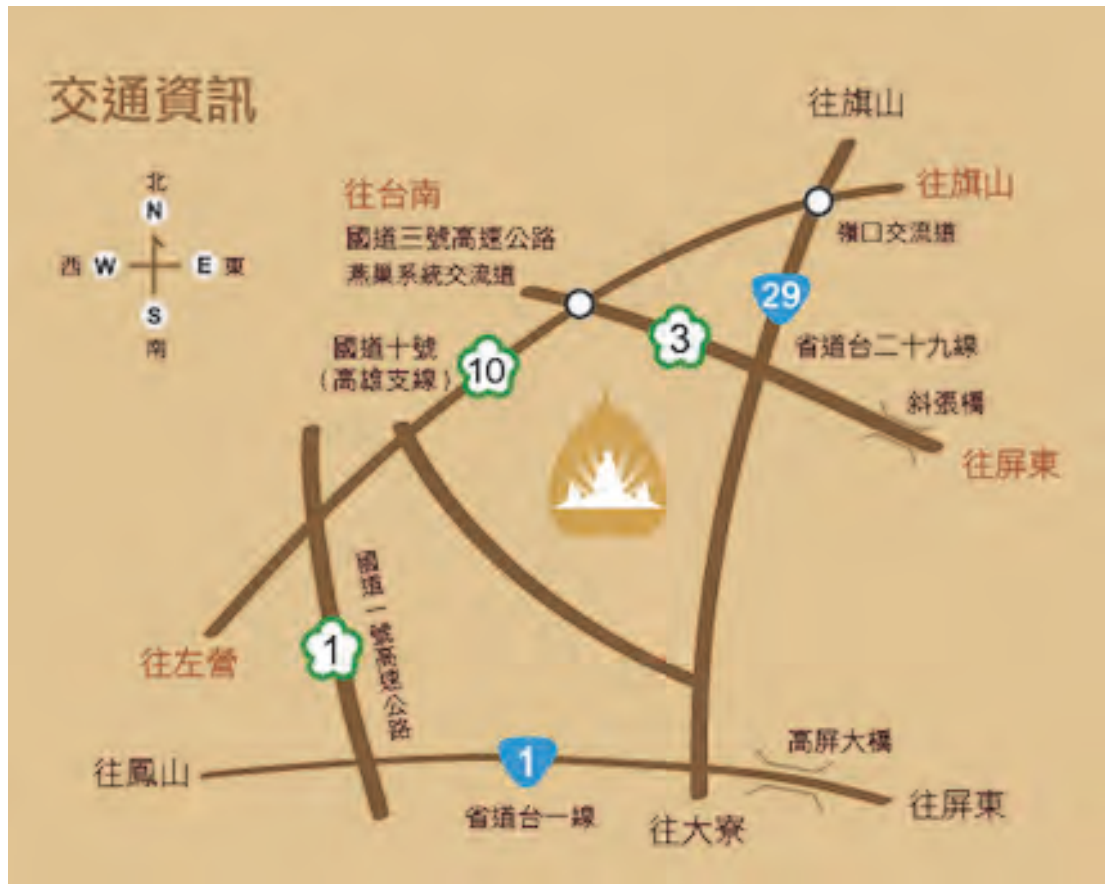 交通資訊
北
N
西 W E 東
S
南
往旗山
往旗山
嶺口交流道
往台南
國道三號高速公路
燕巢系統交流道
29
3
省道台二十九線
國道十號
(高雄支線)
10
斜張橋
往屏東
國道一號高速公路
1
往左營
高屏大橋
往鳳山
1
省道台一線
往屏東
往大寮